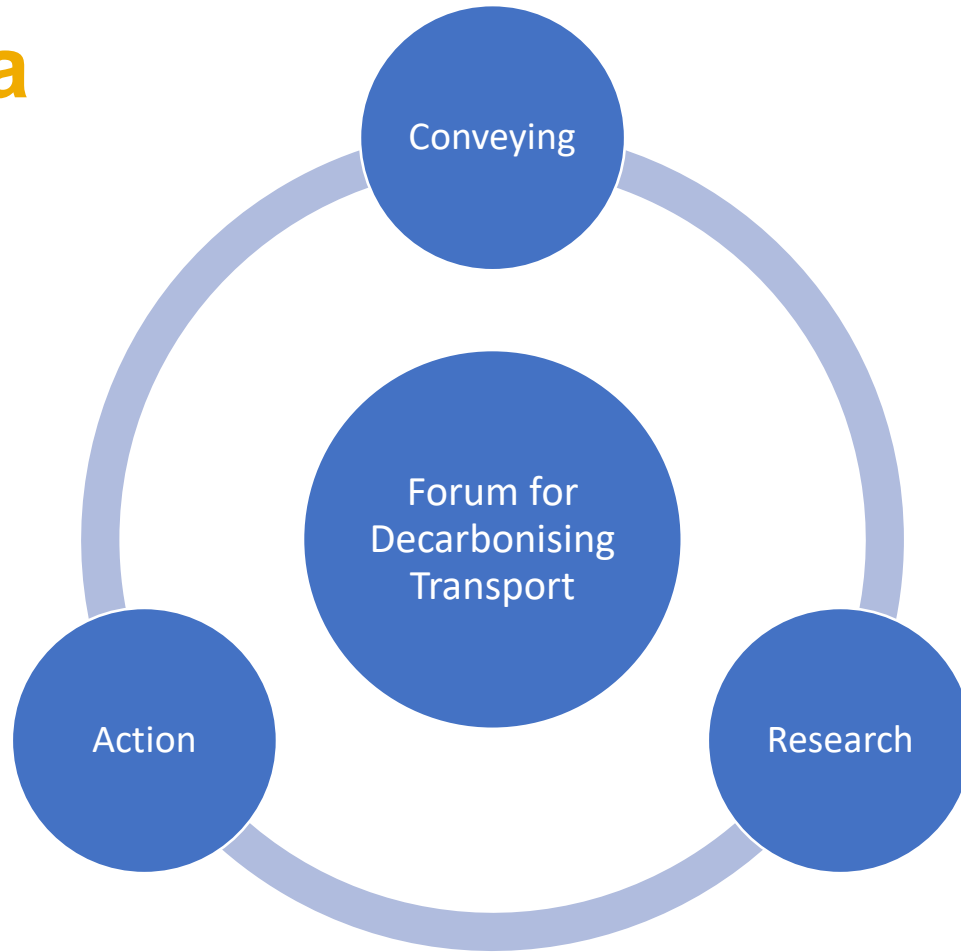 a
Conveying
Forum for
Decarbonising
Transport
Action
Research